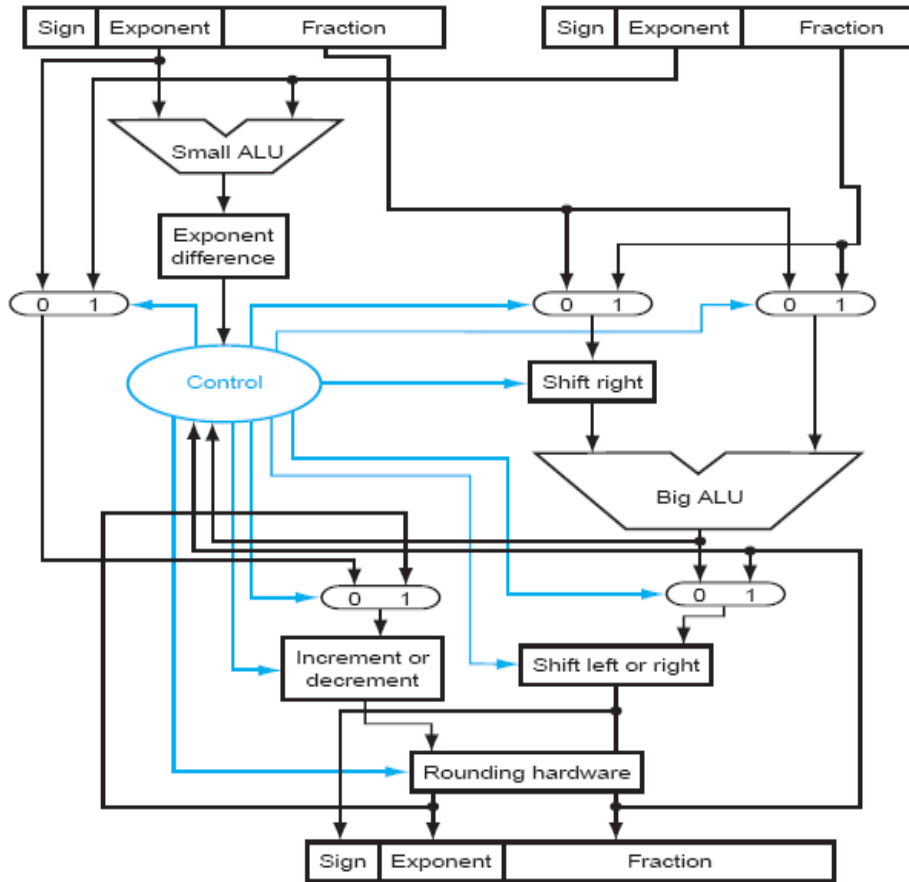 Sign Exponent Fraction Sign Exponent Fraction
Small ALU
Exponent
difference
0 1 0 1 0 1
Control
Shift right
Big ALU
0 1 0 1
Increment or
decrement
Shift left or right
Rounding hardware
Sign Exponent Fraction